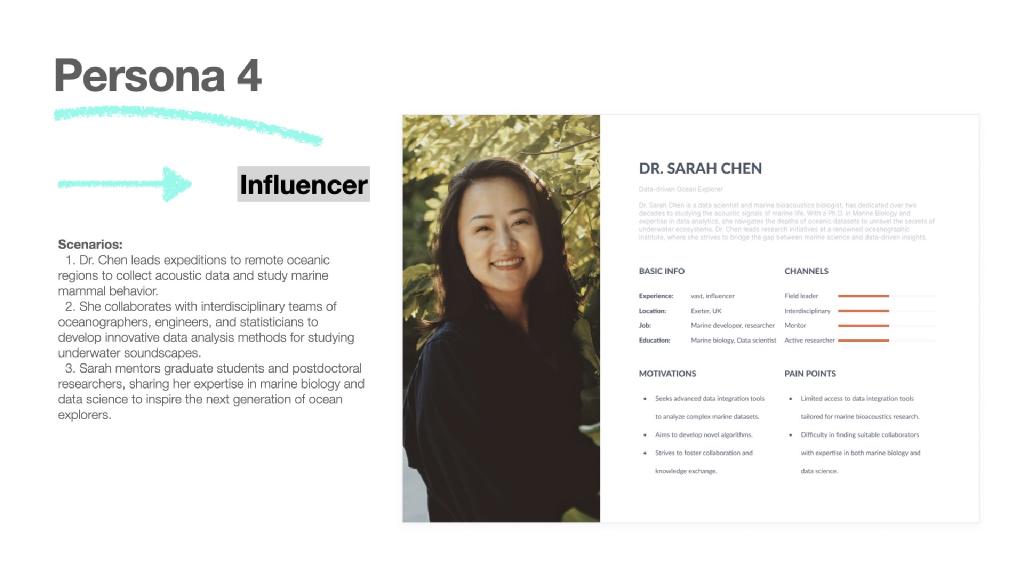 Persona 4
Influencer
Scenarios:
1. Dr. Chen leads expeditions to remote oceanic
regions to collect acoustic data and study marine
mammal behavior.
2. She collaborates with interdisciplinary teams of
oceanographers, engineers, and statisticians to
develop innovative data analysis methods for studying
underwater soundscapes.
3. Sarah mentors graduate students and postdoctoral
researchers, sharing her expertise in marine biology and
data science to inspire the next generation of ocean
explorers.
DR. SARAH CHEN
Data-driven Ocean Explorer
Dr. Sarah Chen is a data scientist and marine bioacoustics biologist, has dedicated over two
decades to studying the acoustic signals of marine life. With a Ph.D. in Marine Biology and
expertise in data analytics, she navigates the depths of oceanic datasets to unravel the secrets of
underwater ecosystems. Dr. Chen leads research initiatives at a renowned oceanographic
institute, where she strives to bridge the gap between marine science and data-driven insights.
BASIC INFO
Experience: vast, influencer
Location: Exeter, UK
Job: Marine developer, researcher
Education: Marine biology, Data scientist
CHANNELS
Field leader
Interdisciplinary
Mentor
Active researcher
MOTIVATIONS
• Seeks advanced data integration tools
to analyze complex marine datasets.
• Aims to develop novel algorithms.
• Strives to foster collaboration and
knowledge exchange.
PAIN POINTS
• Limited access to data integration tools
tailored for marine bioacoustics research.
• Difficulty in finding suitable collaborators
with expertise in both marine biology and
data science.